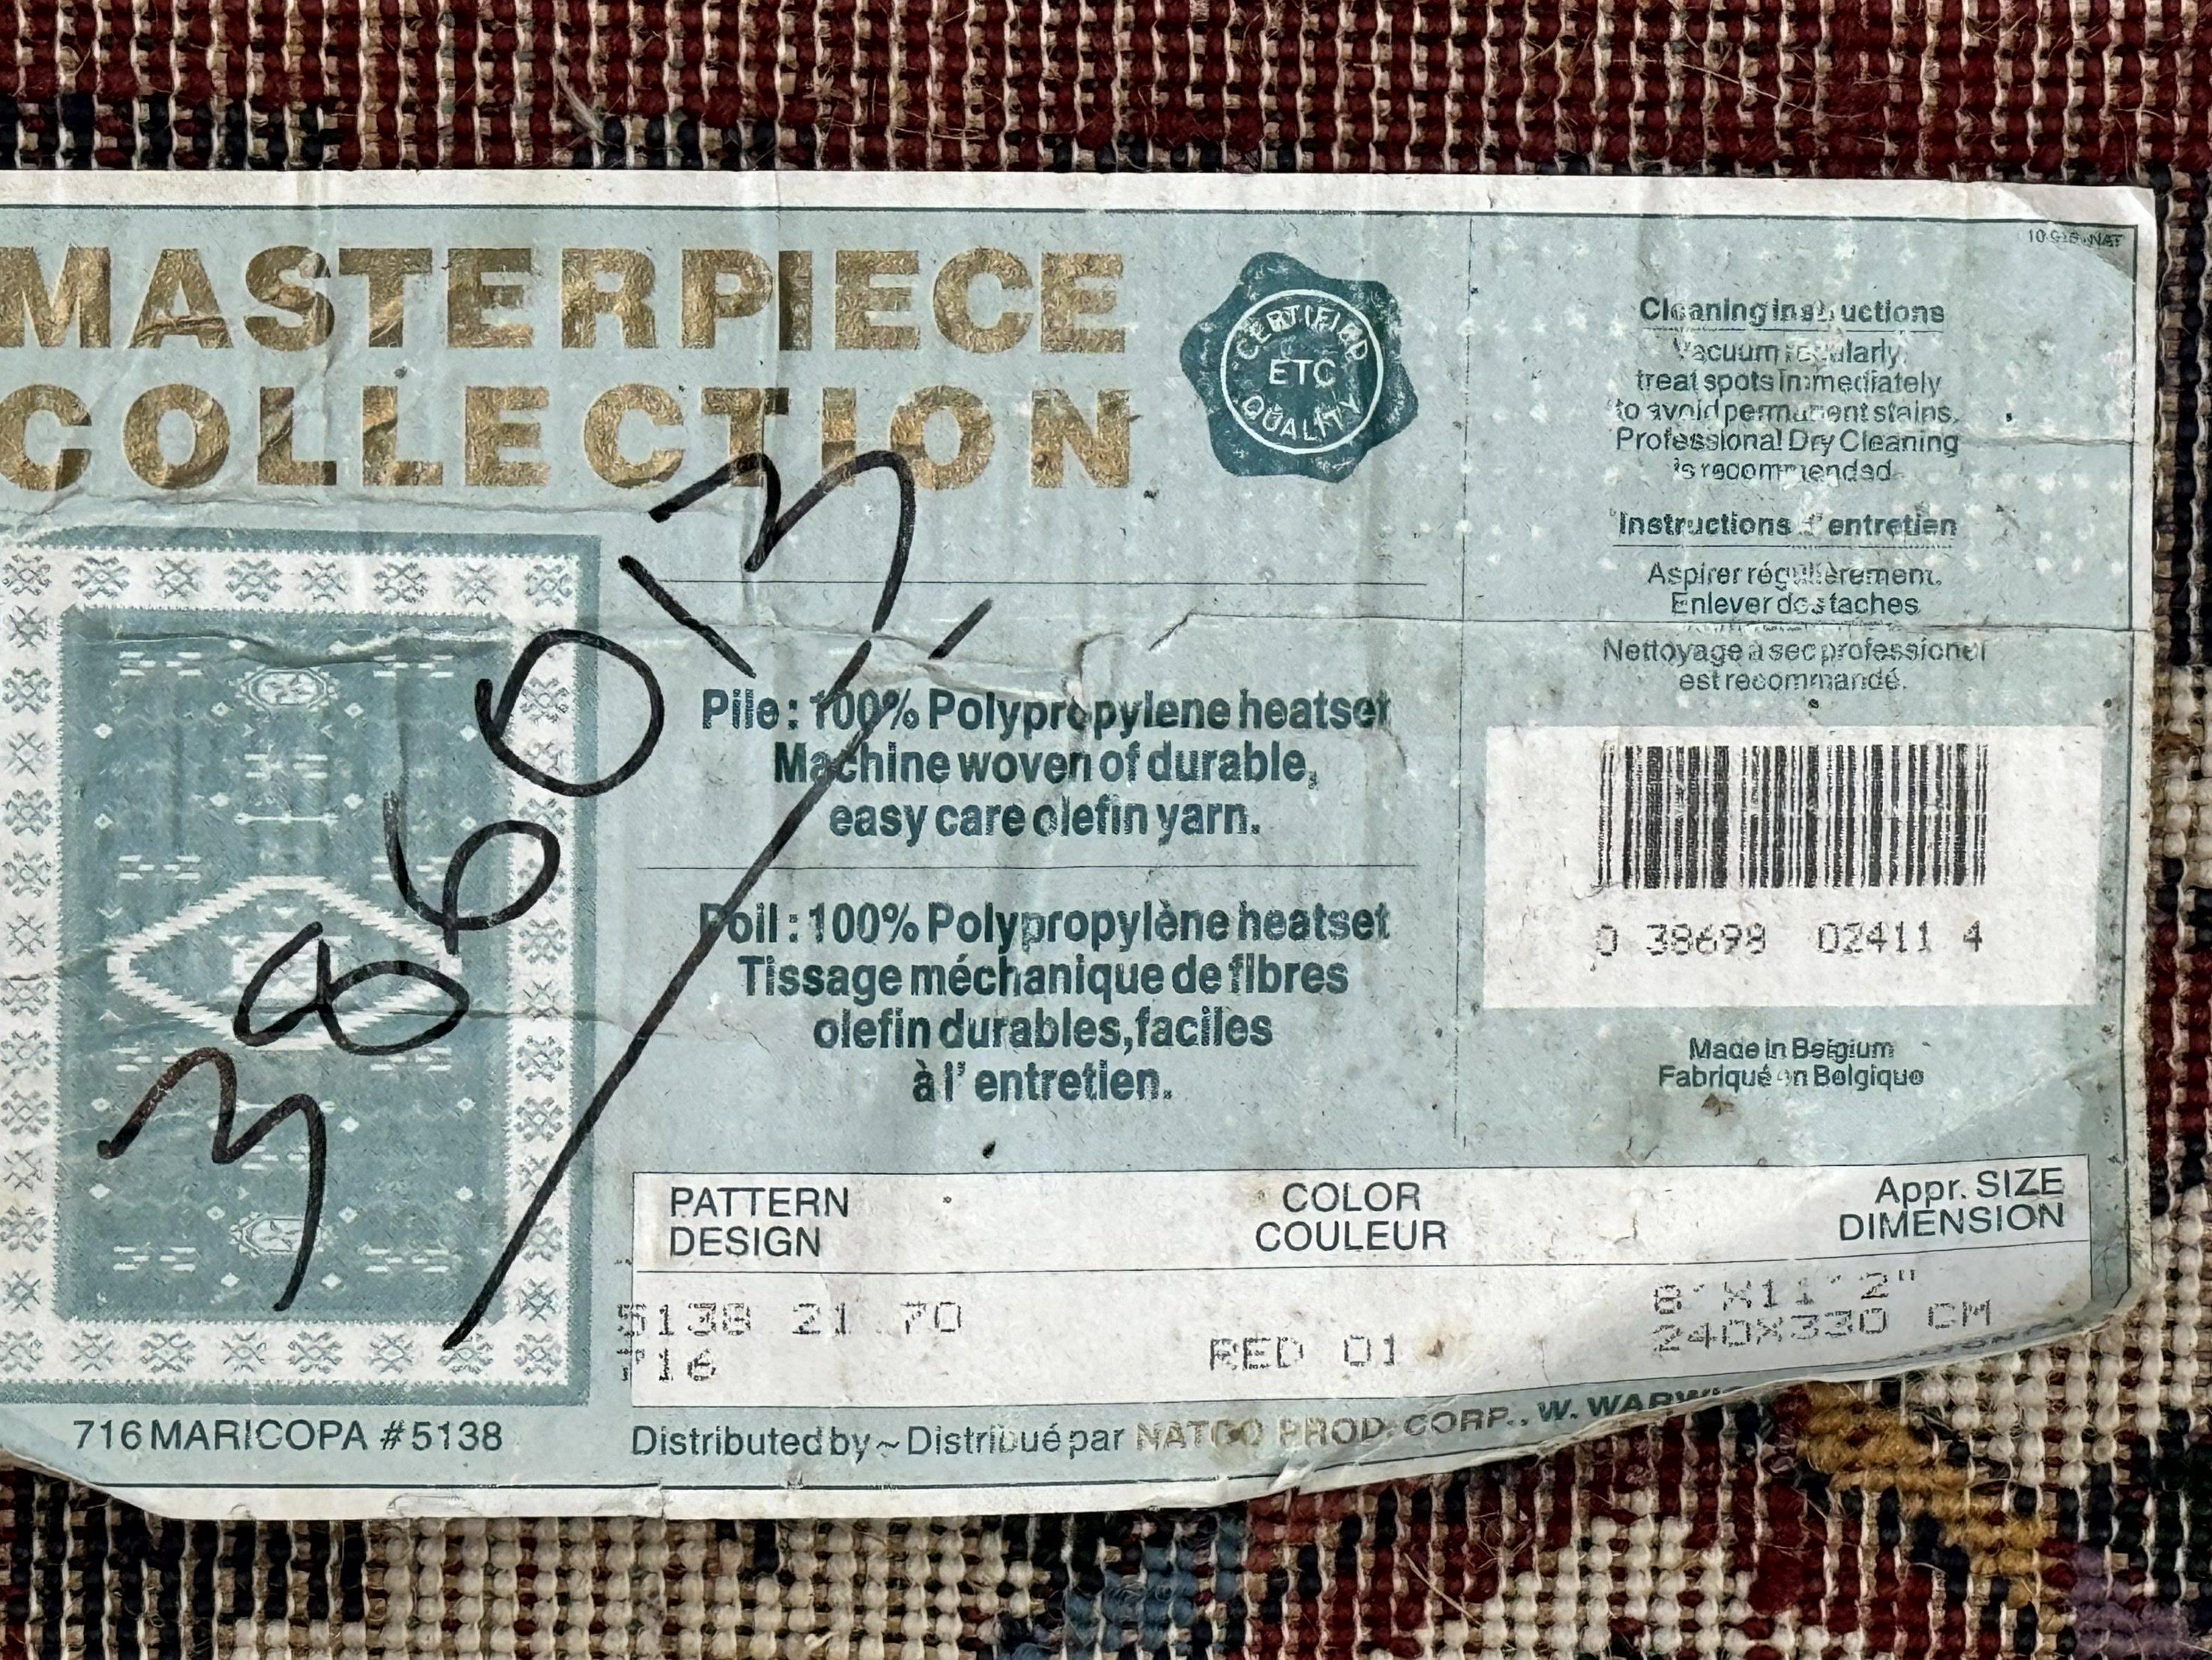 MASTERPIECE
COLLECTION
CERTIFIED
ETC
QUALITY
386013
Pile : 100% Polypropylene heatset
Machine woven of durable,
easy care olefin yarn.
Poil : 100% Polypropylène heatset
Tissage méchanique de fibres
olefin durables, faciles
à l' entretien.
Cleaning instructions
Vacuum regularly,
treat spots immediately
to avoid permanent stains.
Professional Dry Cleaning
is recommended
Instructions d'entretien
Aspirer régulièrement.
Enlever des taches
Nettoyage a sec professionel
est recommandé.
0 38698 02411 4
Made in Belgium
Fabriqué en Belgique
PATTERN COLOR Appr. SIZE
DESIGN COULEUR DIMENSION
5138 21 70 8' X11' 2"
716 RED 01 240X330 CM
716 MARICOPA #5138
Distributed by ~ Distribué par NATCO PROD. CORP., W.